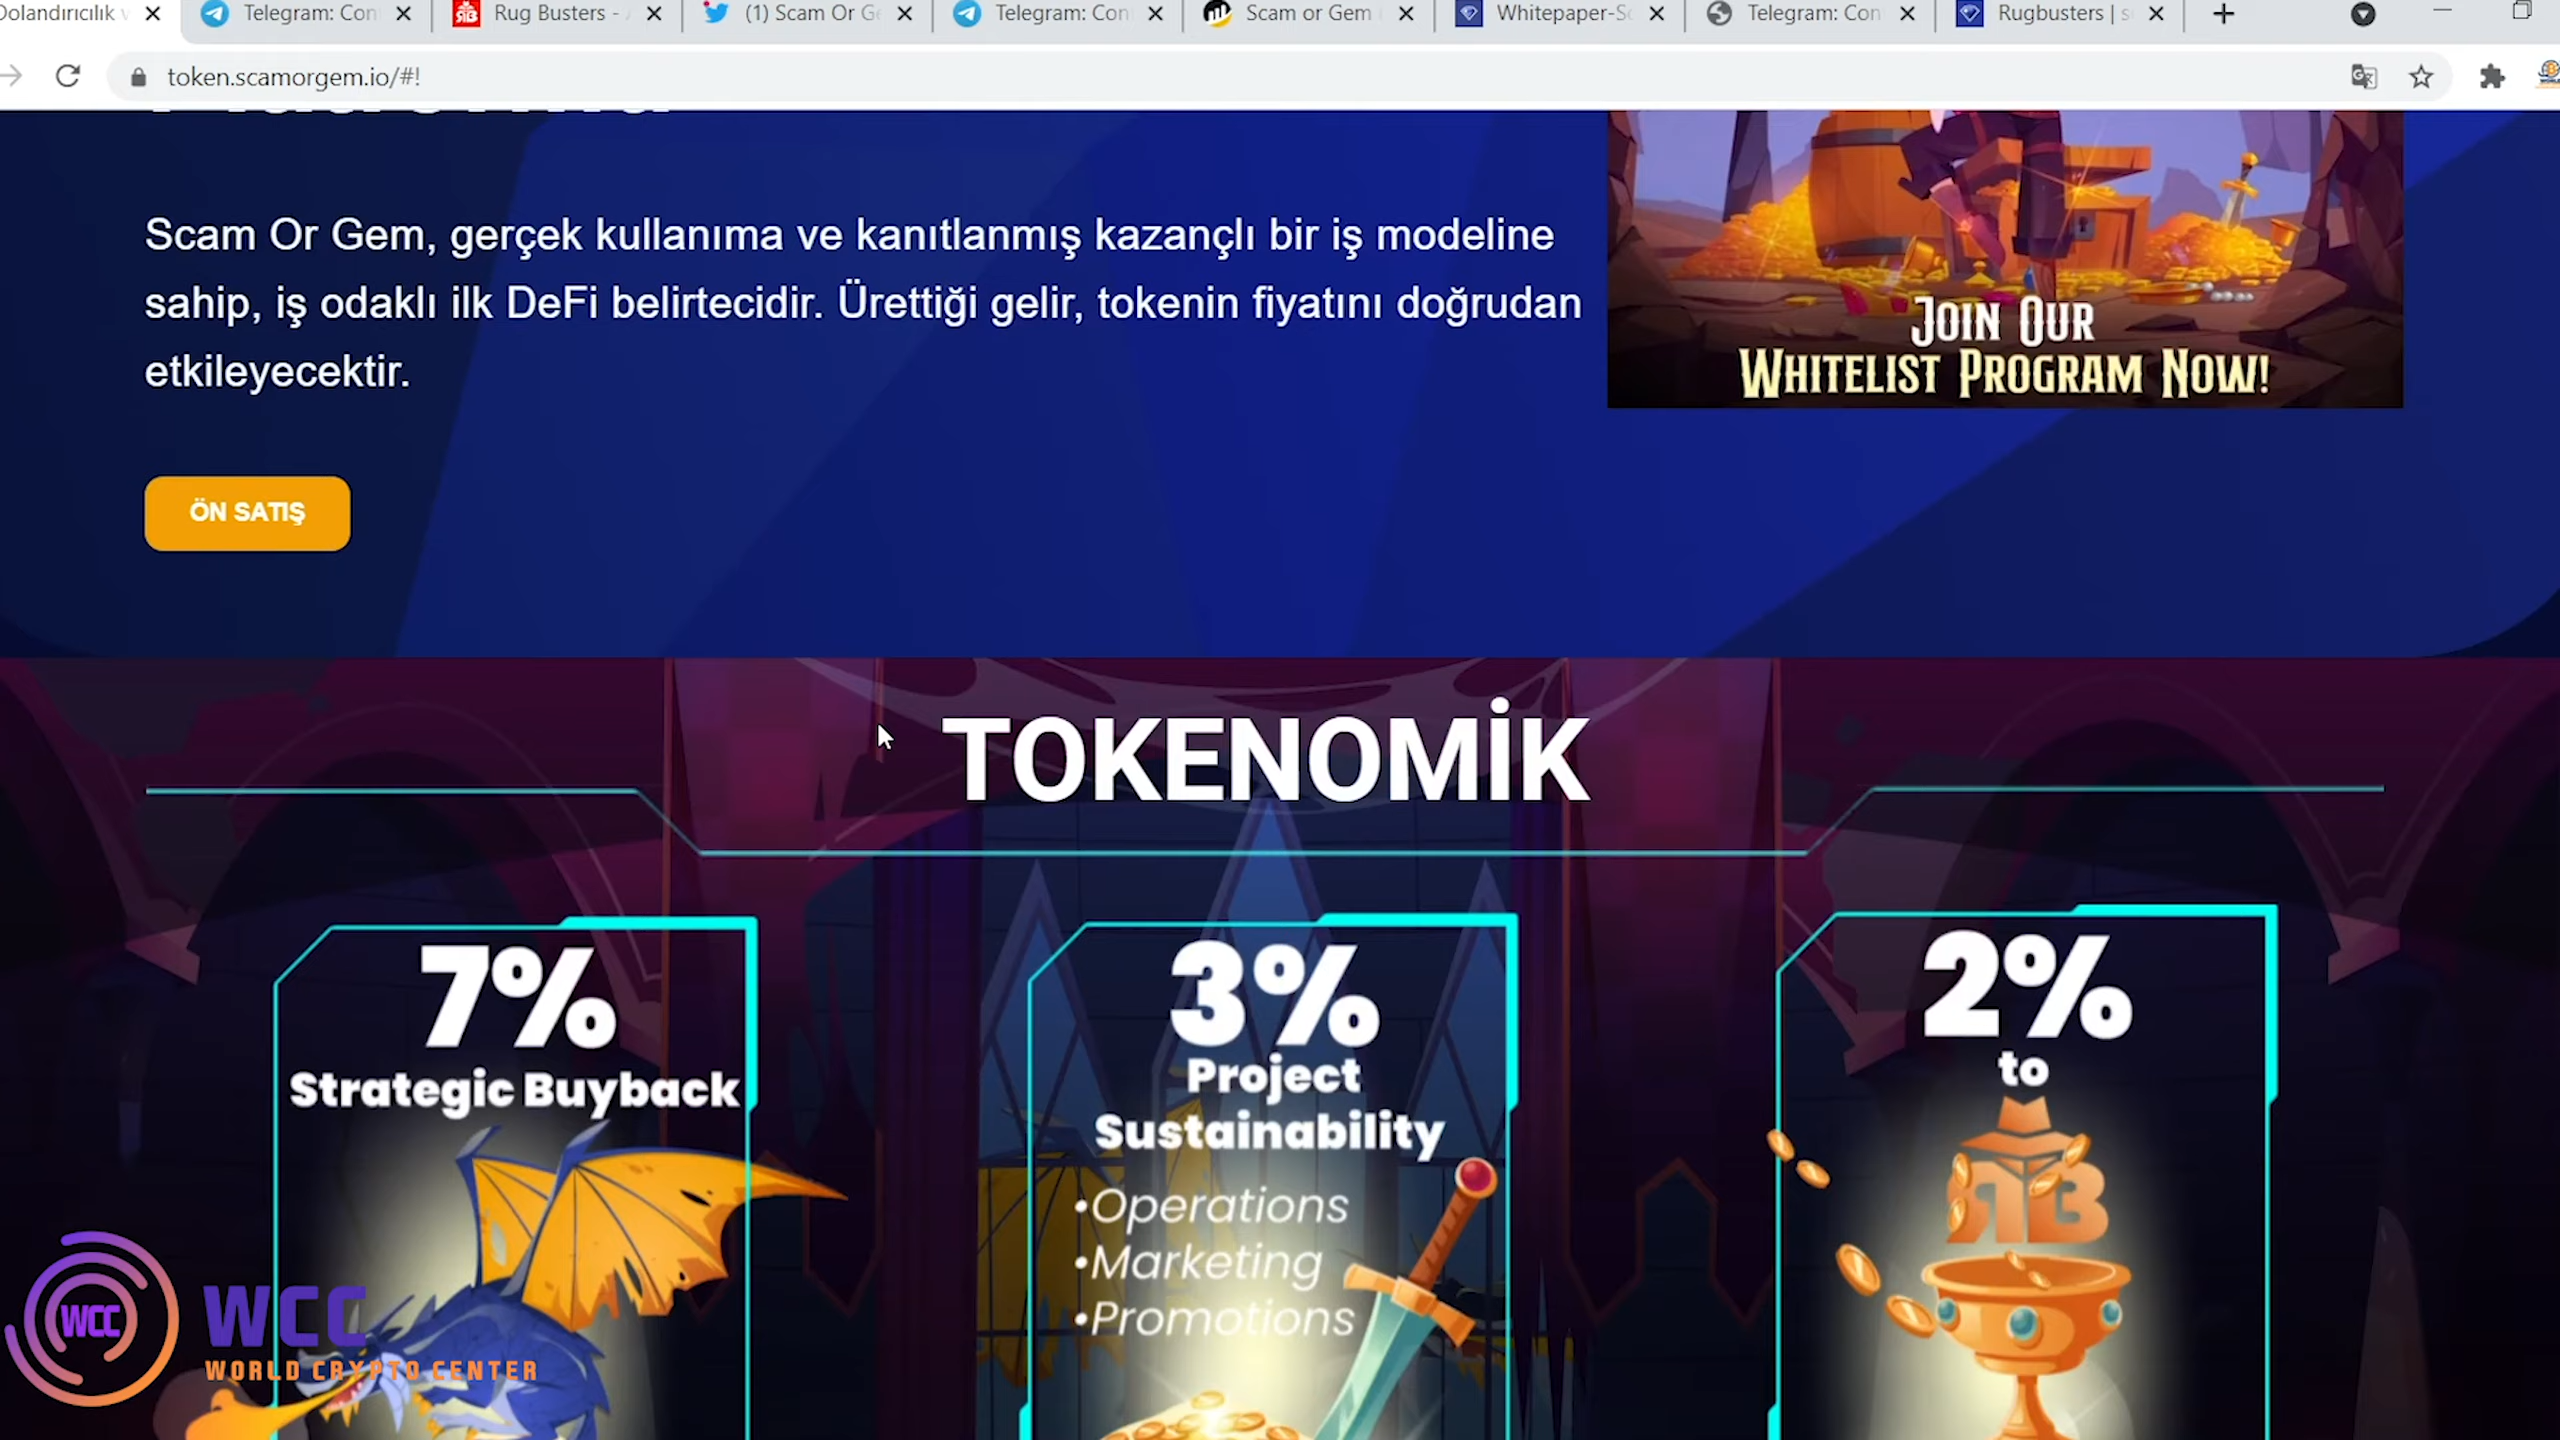 Dolandırıcılık v
Telegram: Con
Rug Busters -
(1) Scam Or Ge
Telegram: Con
Scam or Gem
Whitepaper-Sc
Telegram: Con
Rugbusters | s
token.scamorgem.io/#!
Scam Or Gem, gerçek kullanıma ve kanıtlanmış kazançlı bir iş modeline
sahip, iş odaklı ilk DeFi belirtecidir. Ürettiği gelir, tokenin fiyatını doğrudan
etkileyecektir.
JOIN OUR
WHITELIST PROGRAM NOW!
ÖN SATIŞ
TOKENOMİK
7%
Strategic Buyback
3%
Project
Sustainability
•Operations
•Marketing
•Promotions
2%
to
RB
WCC
WCC
WORLD CRYPTO CENTER